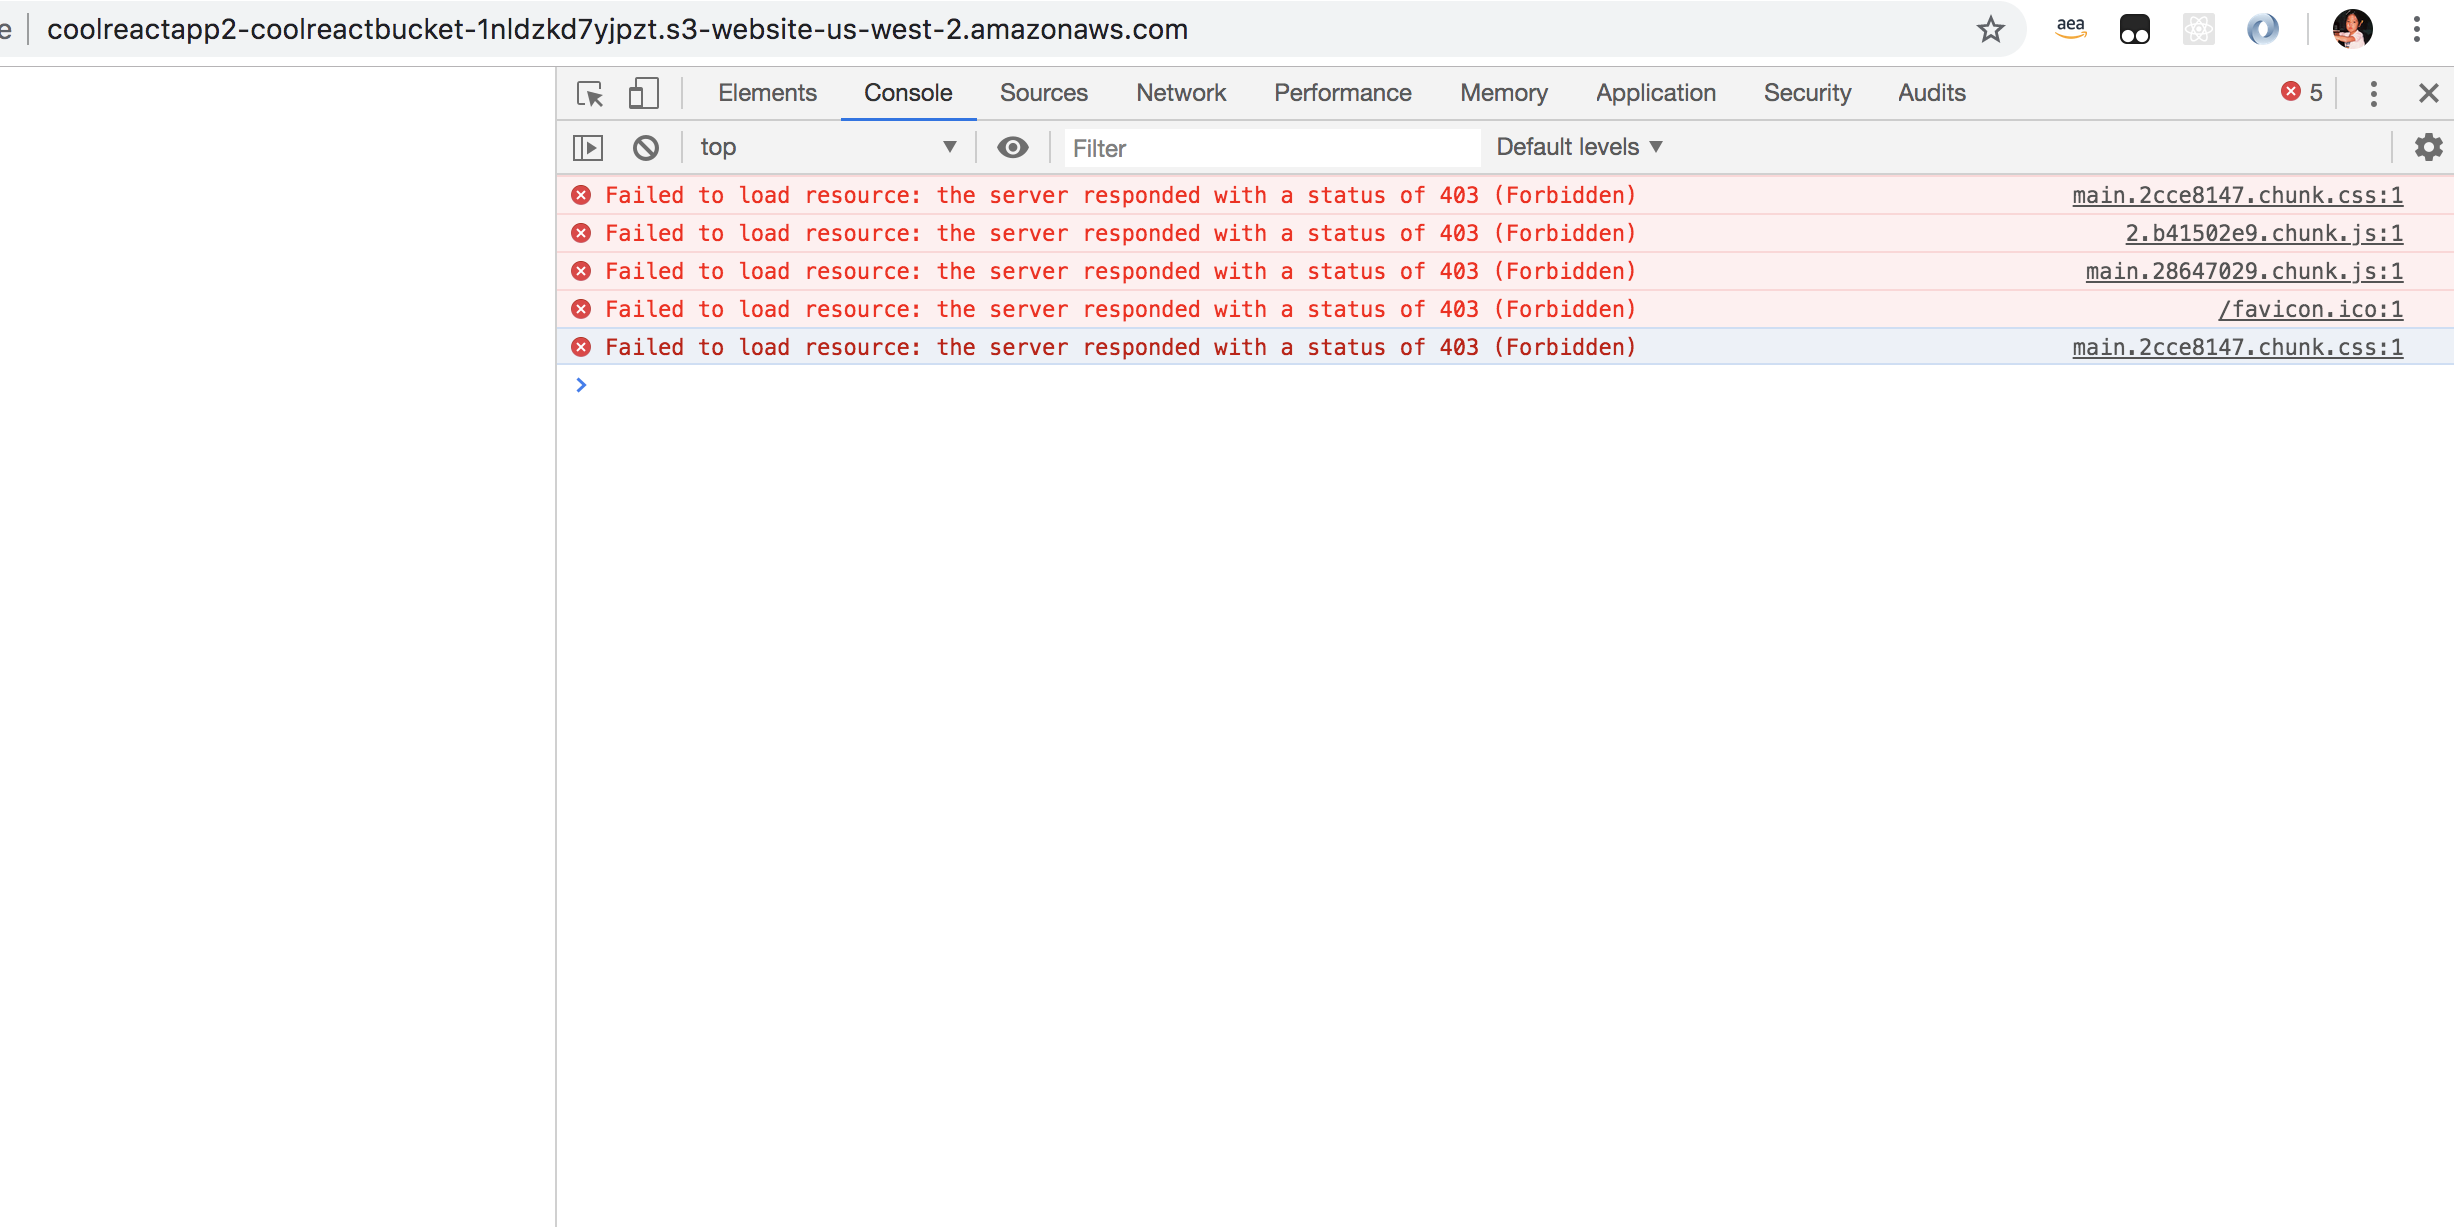 e coolreactapp2-coolreactbucket-1nldzkd7yjpzt.s3-website-us-west-2.amazonaws.com aea
Elements Console Sources Network Performance Memory Application Security Audits 5
top Filter Default levels
Failed to load resource: the server responded with a status of 403 (Forbidden) main.2cce8147.chunk.css:1
Failed to load resource: the server responded with a status of 403 (Forbidden) 2.b41502e9.chunk.js:1
Failed to load resource: the server responded with a status of 403 (Forbidden) main.28647029.chunk.js:1
Failed to load resource: the server responded with a status of 403 (Forbidden) /favicon.ico:1
Failed to load resource: the server responded with a status of 403 (Forbidden) main.2cce8147.chunk.css:1